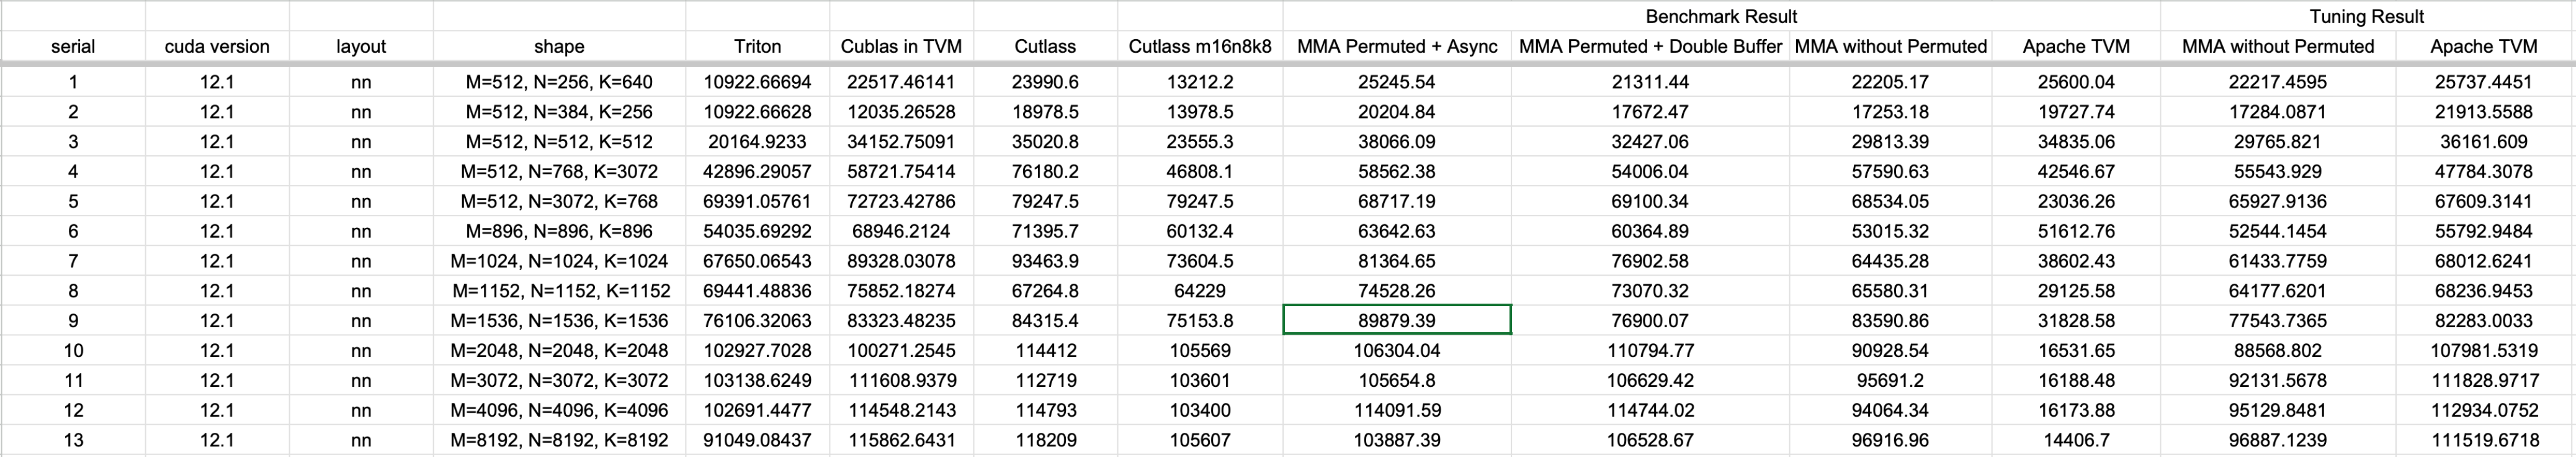 Benchmark Result Tuning Result
serial cuda version layout shape Triton Cublas in TVM Cutlass Cutlass m16n8k8 MMA Permuted + Async MMA Permuted + Double Buffer MMA without Permuted Apache TVM MMA without Permuted Apache TVM
1 12.1 nn M=512, N=256, K=640 10922.66694 22517.46141 23990.6 13212.2 25245.54 21311.44 22205.17 25600.04 22217.4595 25737.4451
2 12.1 nn M=512, N=384, K=256 10922.66628 12035.26528 18978.5 13978.5 20204.84 17672.47 17253.18 19727.74 17284.0871 21913.5588
3 12.1 nn M=512, N=512, K=512 20164.9233 34152.75091 35020.8 23555.3 38066.09 32427.06 29813.39 34835.06 29765.821 36161.609
4 12.1 nn M=512, N=768, K=3072 42896.29057 58721.75414 76180.2 46808.1 58562.38 54006.04 57590.63 42546.67 55543.929 47784.3078
5 12.1 nn M=512, N=3072, K=768 69391.05761 72723.42786 79247.5 79247.5 68717.19 69100.34 68534.05 23036.26 65927.9136 67609.3141
6 12.1 nn M=896, N=896, K=896 54035.69292 68946.2124 71395.7 60132.4 63642.63 60364.89 53015.32 51612.76 52544.1454 55792.9484
7 12.1 nn M=1024, N=1024, K=1024 67650.06543 89328.03078 93463.9 73604.5 81364.65 76902.58 64435.28 38602.43 61433.7759 68012.6241
8 12.1 nn M=1152, N=1152, K=1152 69441.48836 75852.18274 67264.8 64229 74528.26 73070.32 65580.31 29125.58 64177.6201 68236.9453
9 12.1 nn M=1536, N=1536, K=1536 76106.32063 83323.48235 84315.4 75153.8 89879.39 76900.07 83590.86 31828.58 77543.7365 82283.0033
10 12.1 nn M=2048, N=2048, K=2048 102927.7028 100271.2545 114412 105569 106304.04 110794.77 90928.54 16531.65 88568.802 107981.5319
11 12.1 nn M=3072, N=3072, K=3072 103138.6249 111608.9379 112719 103601 105654.8 106629.42 95691.2 16188.48 92131.5678 111828.9717
12 12.1 nn M=4096, N=4096, K=4096 102691.4477 114548.2143 114793 103400 114091.59 114744.02 94064.34 16173.88 95129.8481 112934.0752
13 12.1 nn M=8192, N=8192, K=8192 91049.08437 115862.6431 118209 105607 103887.39 106528.67 96916.96 14406.7 96887.1239 111519.6718